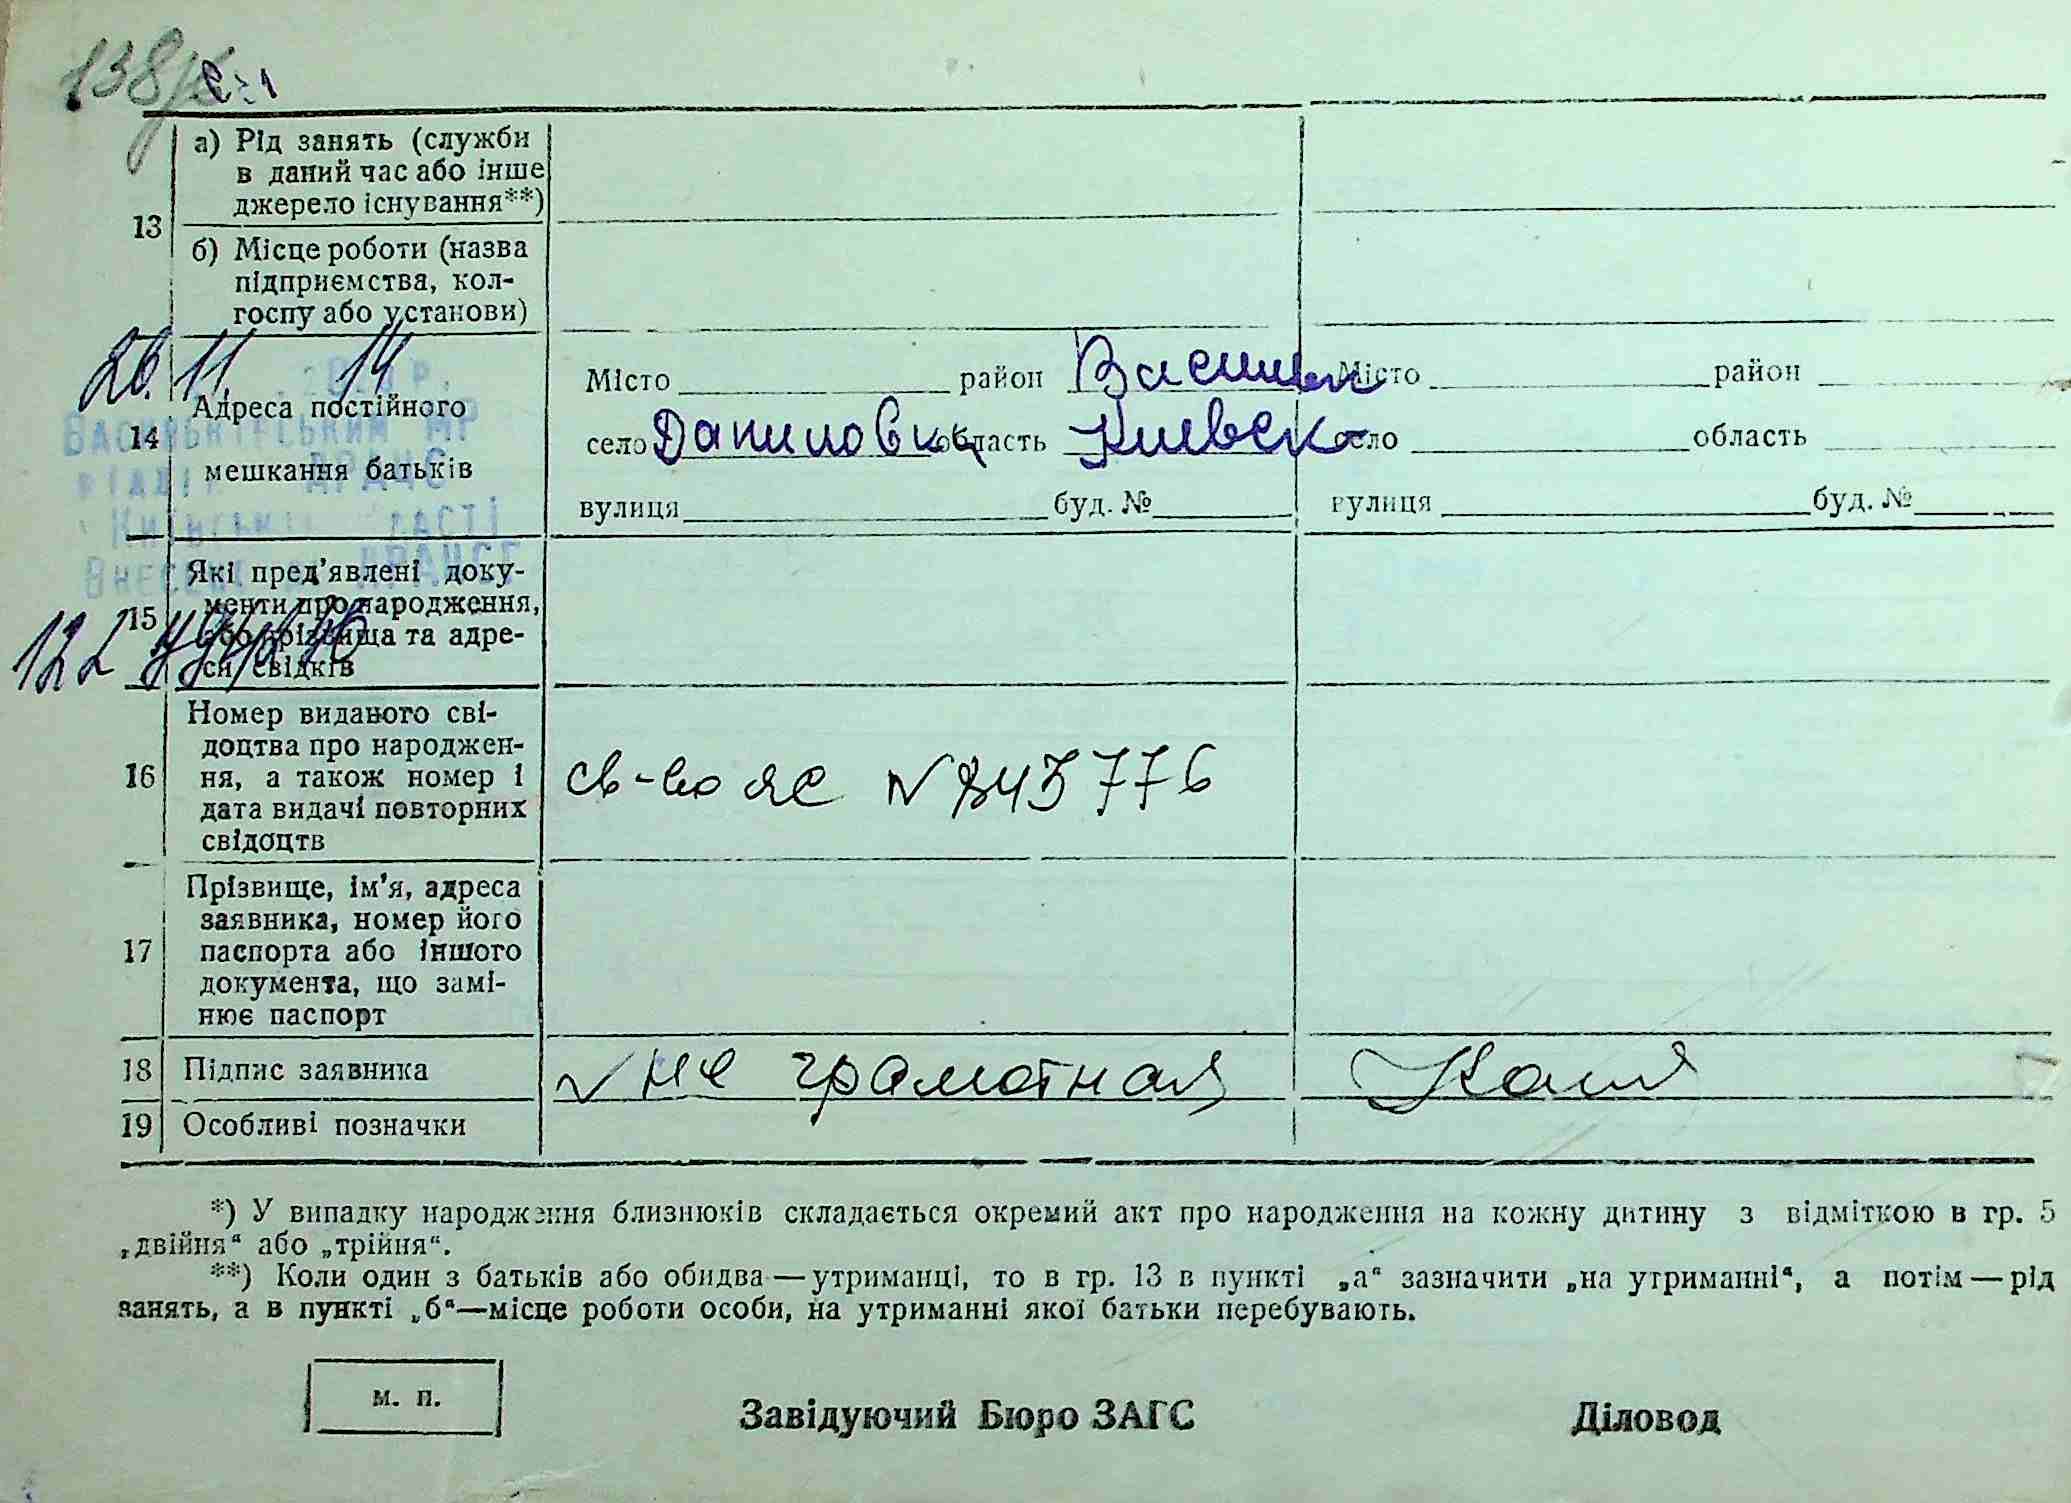 138
13
а) Рід занять (служби
в даний час або інше
джерело існування**)
б) Місце роботи (назва
підприємства, кол-
госпу або установи)
26.11. 14
14
Адреса постійного
мешкання батьків
Місто район Васильк
село Даниловка область Киевск
вулиця буд. №
Місто район
село область
вулиця буд. №
15
Які пред'явлені доку-
менти про народження,
або прізвища та адре-
си свідків
16
Номер виданого сві-
доцтва про народжен-
ня, а також номер і
дата видачі повторних
свідоцтв
св-во яс № 843776
17
Прізвище, ім'я, адреса
заявника, номер його
паспорта або іншого
документа, що замі-
нює паспорт
18 Підпис заявника
не грамотная
19 Особливі позначки
*) У випадку народження близнюків складається окремий акт про народження на кожну дитину з відміткою в гр. 5
„двійня“ або „трійня“.
**) Коли один з батьків або обидва — утриманці, то в гр. 13 в пункті „а“ зазначити „на утриманні“, а потім — рід
занять, а в пункті „б“—місце роботи особи, на утриманні якої батьки перебувають.
м. п.
Завідуючий Бюро ЗАГС
Діловод